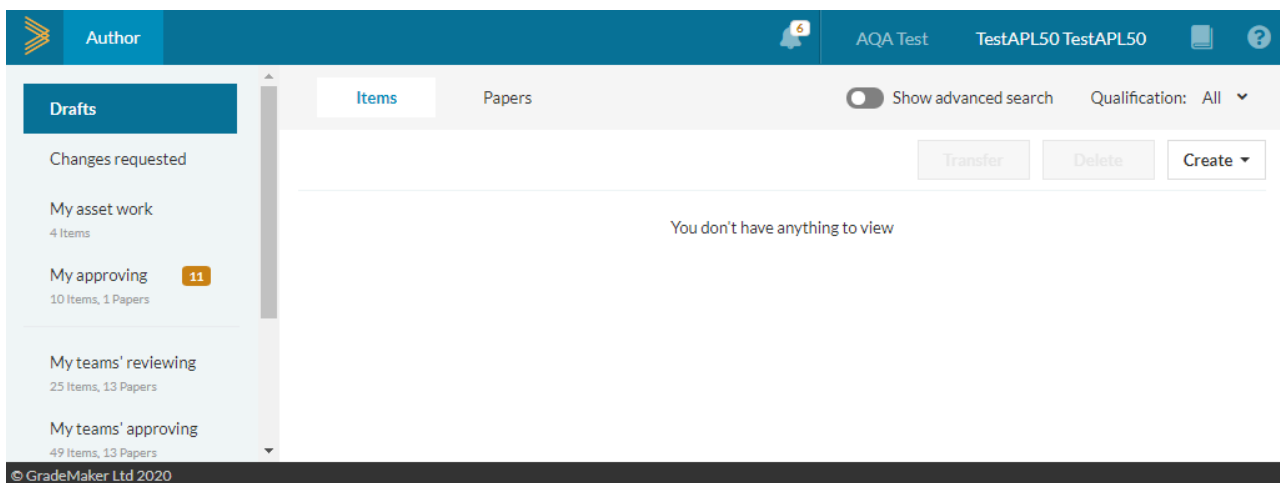 Author
6
AQA Test
TestAPL50 TestAPL50
?
Drafts
Changes requested
My asset work
4 Items
My approving
11
10 Items, 1 Papers
My teams' reviewing
25 Items, 13 Papers
My teams' approving
49 Items, 13 Papers
Items
Papers
Show advanced search
Qualification: All
Transfer
Delete
Create
You don't have anything to view
© GradeMaker Ltd 2020